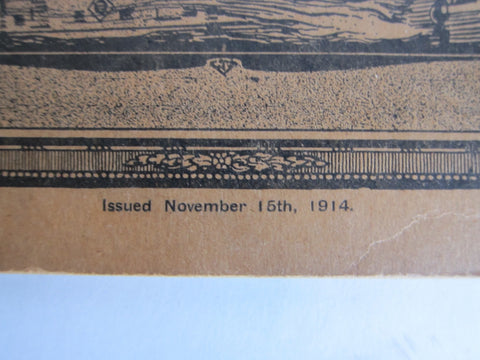 Issued November 15th, 1914.